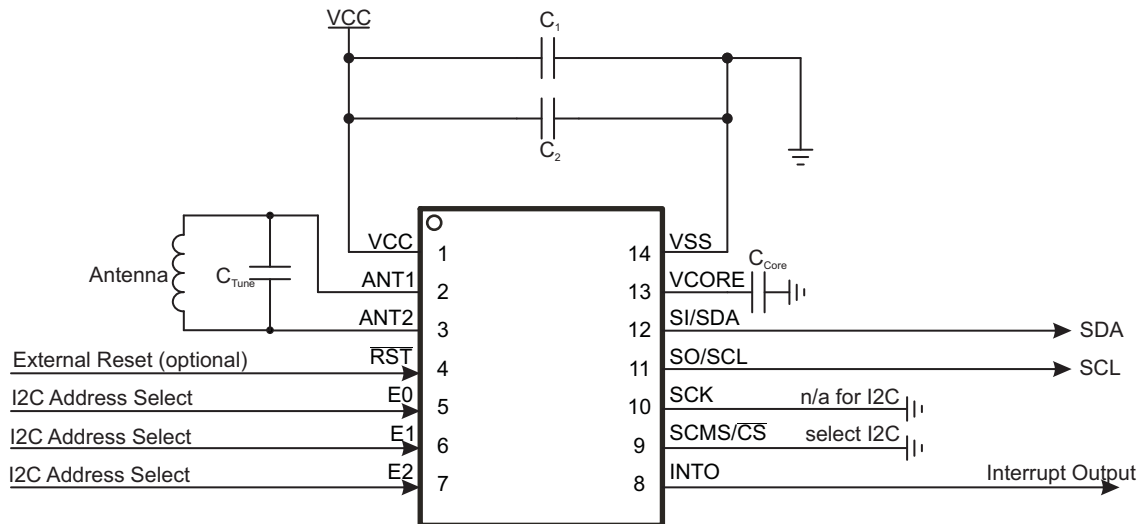 VCC
C1
C2
VCC 1
14 VSS
Antenna
CTune
CCore
ANT1 2
13 VCORE
ANT2 3
12 SI/SDA
SDA
External Reset (optional) RST 4
11 SO/SCL
SCL
I2C Address Select E0 5
10 SCK n/a for I2C
I2C Address Select E1 6
9 SCMS/CS select I2C
I2C Address Select E2 7
8 INTO Interrupt Output